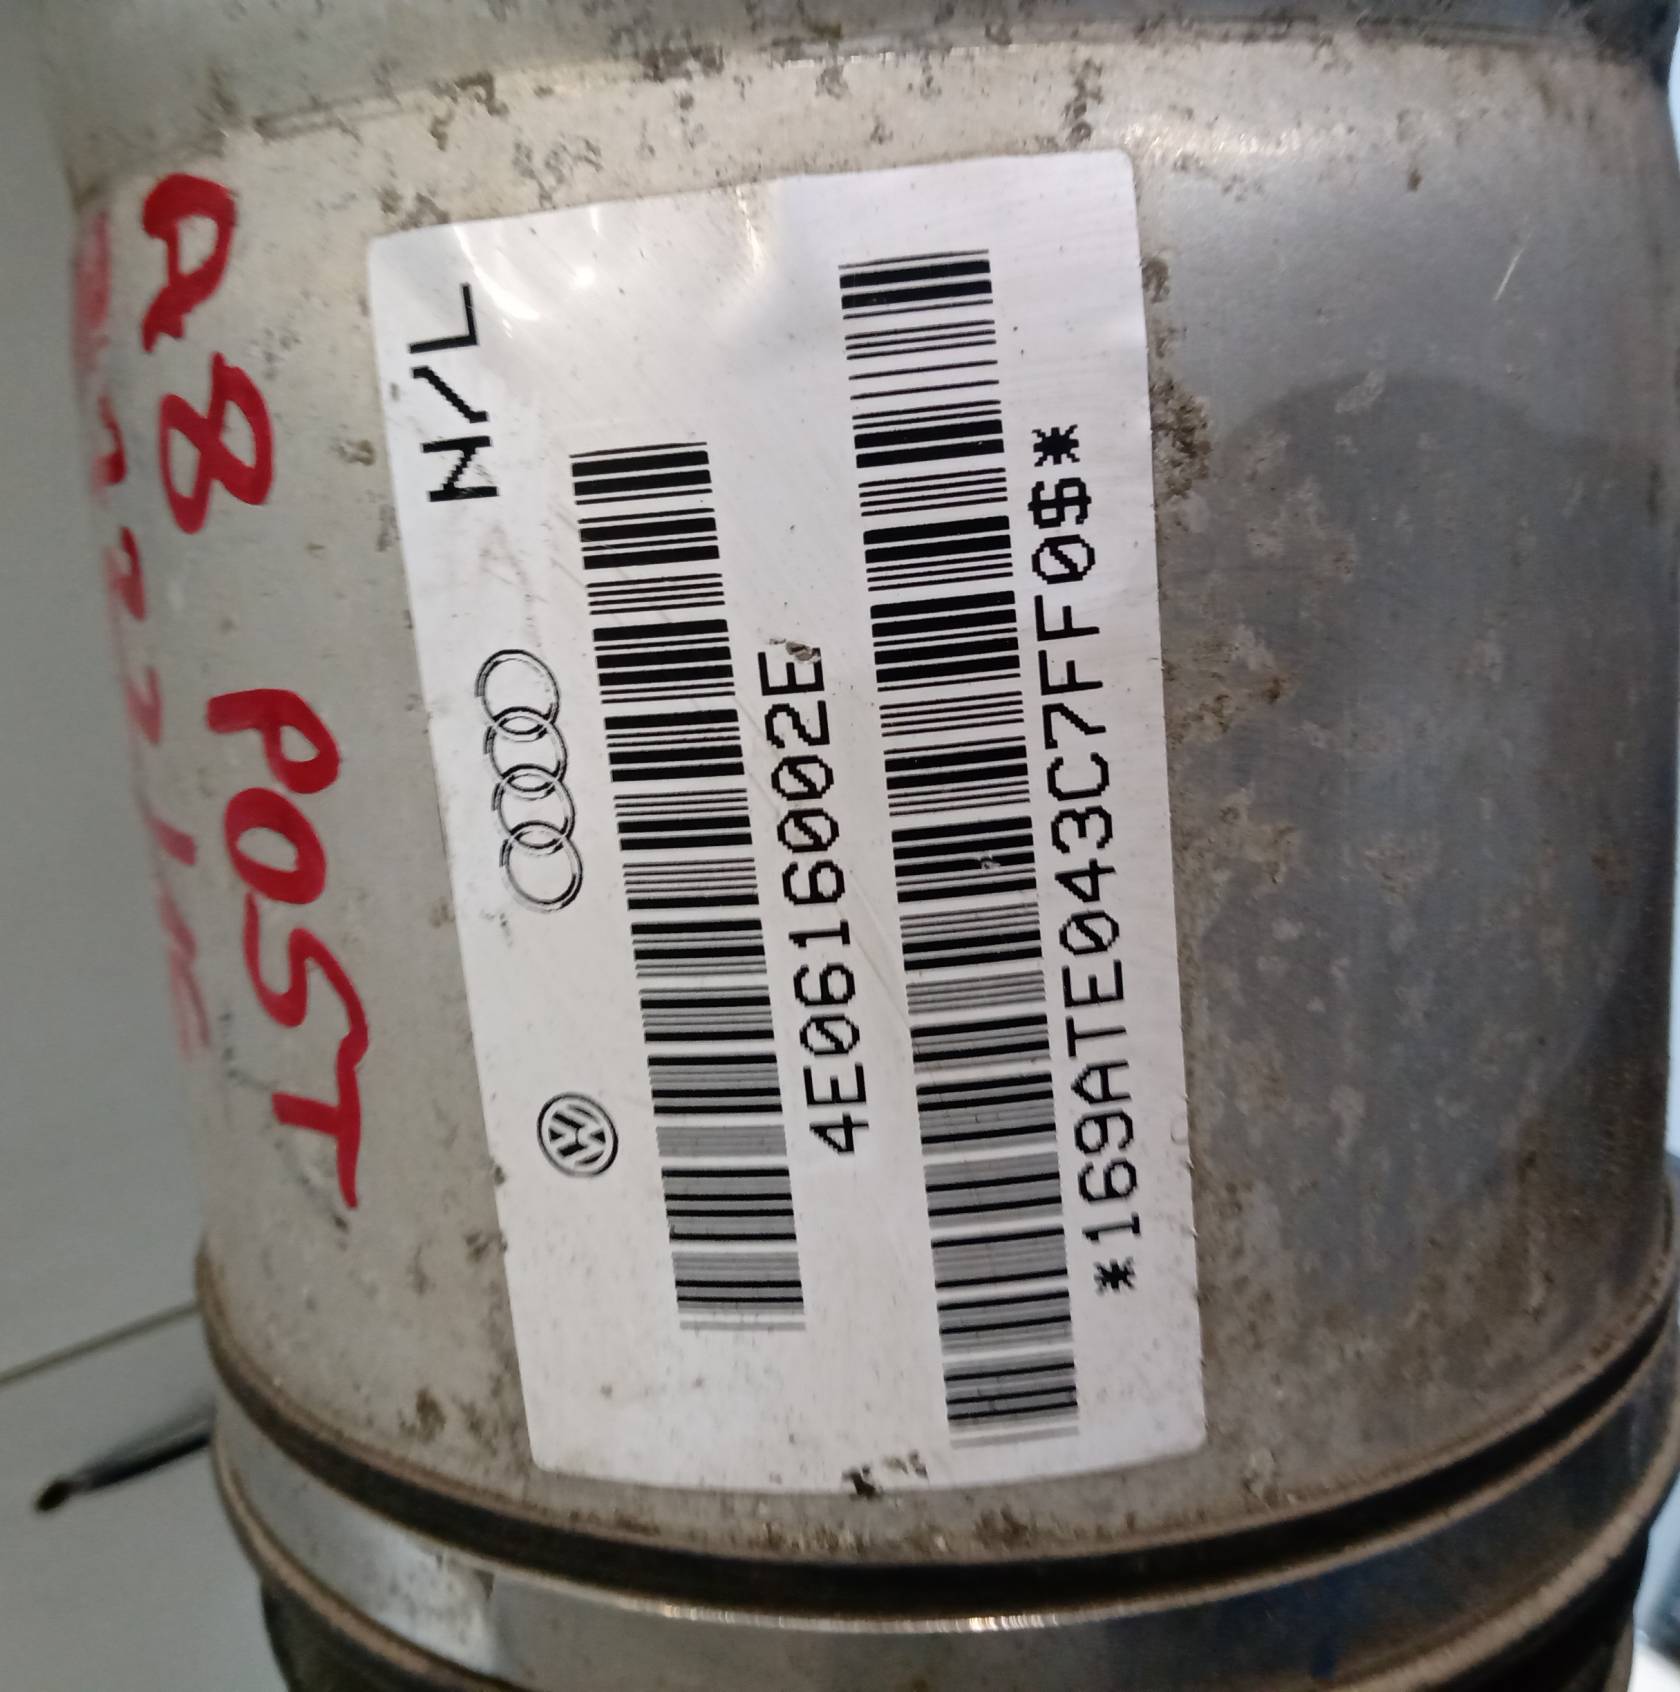 N/L
4E0616002E
*169ATE043C7FF0$*
A8 POST